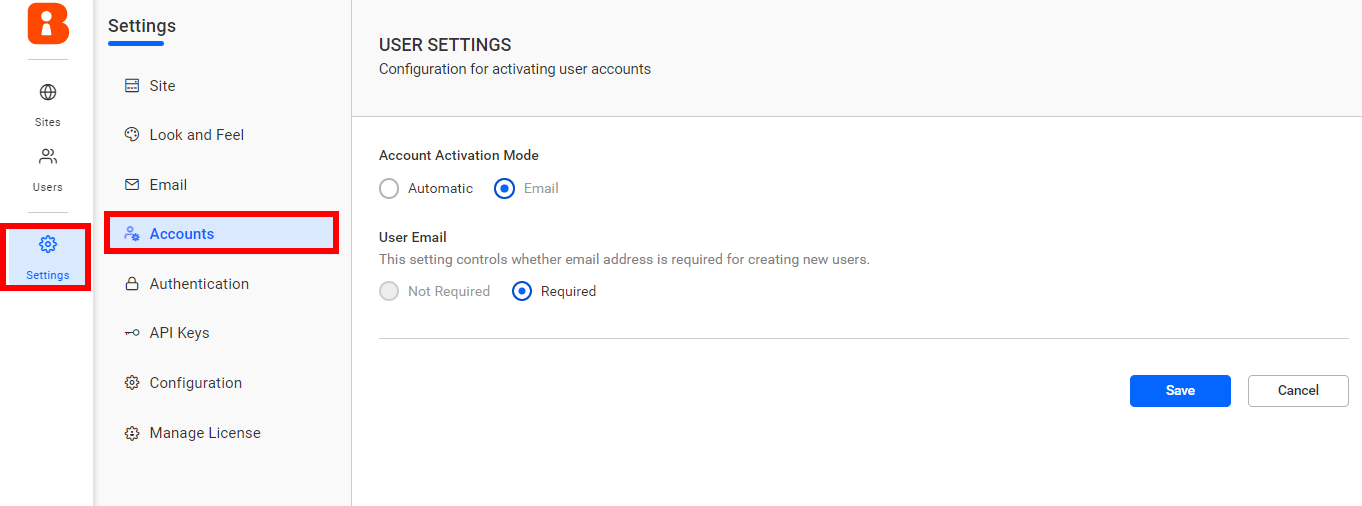 Sites
Users
Settings
Settings
Site
Look and Feel
Email
Accounts
Authentication
API Keys
Configuration
Manage License
USER SETTINGS
Configuration for activating user accounts
Account Activation Mode
Automatic Email
User Email
This setting controls whether email address is required for creating new users.
Not Required Required
Save Cancel